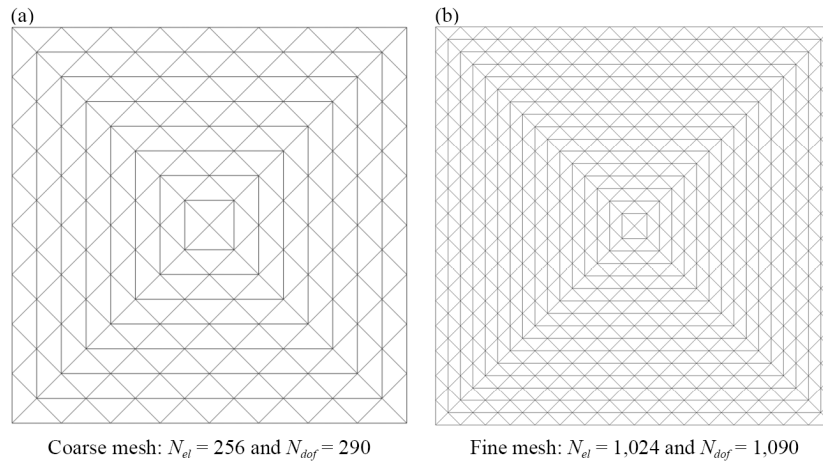 (a)
(b)
Coarse mesh: Nel = 256 and Ndof = 290
Fine mesh: Nel = 1,024 and Ndof = 1,090